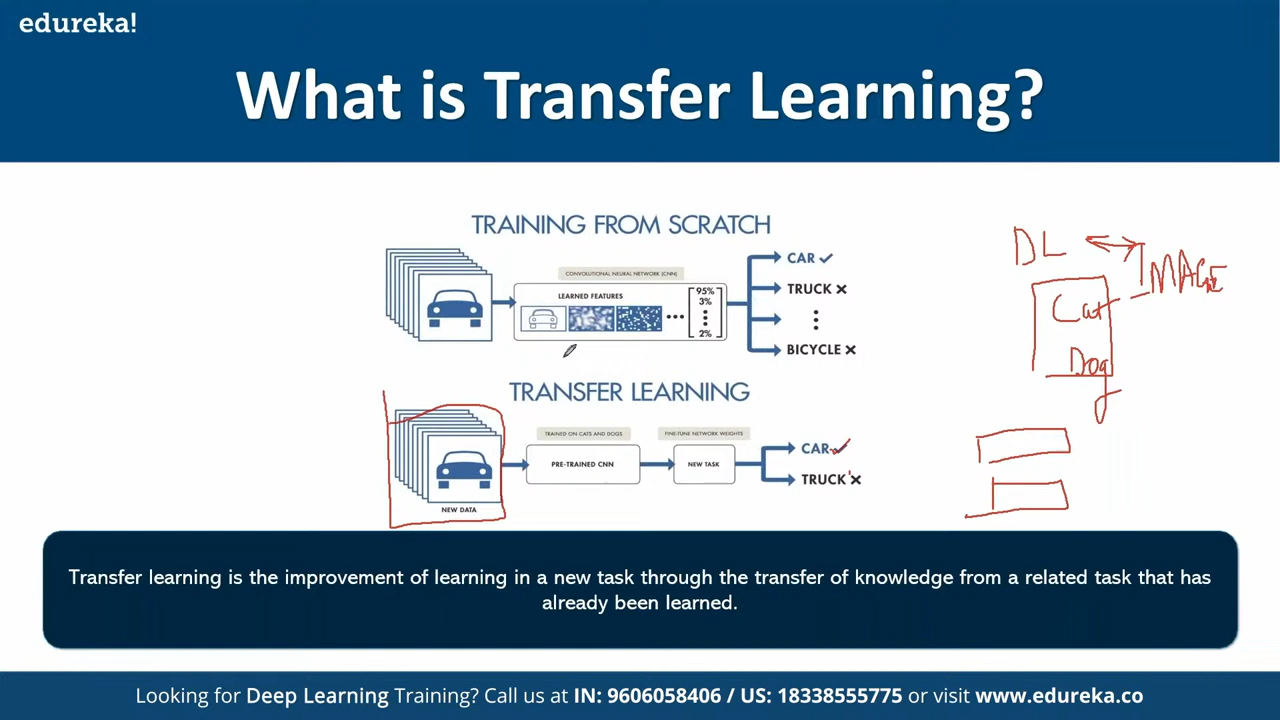 edureka!
What is Transfer Learning?
TRAINING FROM SCRATCH
CONVOLUTIONAL NEURAL NETWORK (CNN)
LEARNED FEATURES
95%
3%
2%
CAR ✓
TRUCK ×
BICYCLE ×
TRANSFER LEARNING
NEW DATA
TRAINED ON CATS AND DOGS
PRE-TRAINED CNN
FINE-TUNE NETWORK WEIGHTS
NEW TASK
CAR ✓
TRUCK ×
DL
IMAGE
Cat
Dog
Transfer learning is the improvement of learning in a new task through the transfer of knowledge from a related task that has
already been learned.
Looking for Deep Learning Training? Call us at IN: 9606058406 / US: 18338555775 or visit www.edureka.co